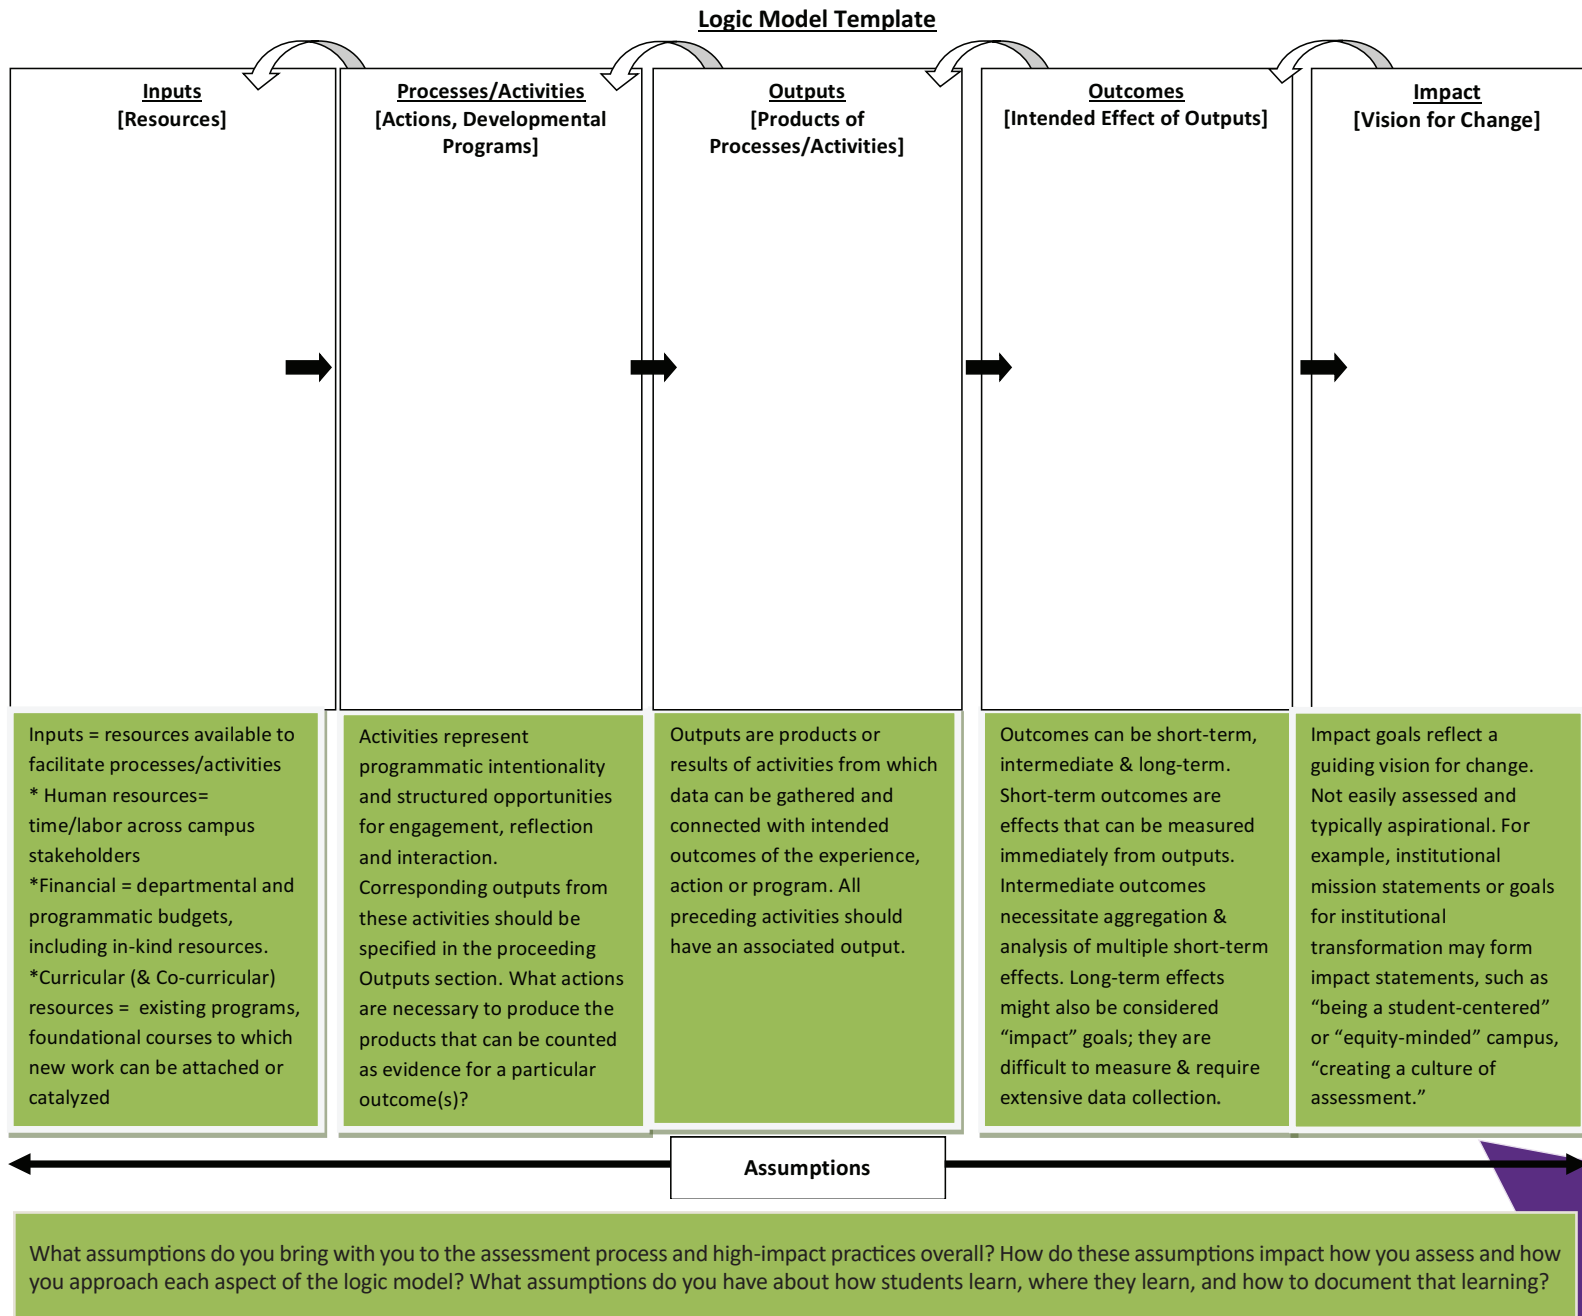 Logic Model Template
Inputs
[Resources]
Processes/Activities
[Actions, Developmental
Programs]
Outputs
[Products of
Processes/Activities]
Outcomes
[Intended Effect of Outputs]
Impact
[Vision for Change]
Inputs = resources available to
facilitate processes/activities
* Human resources=
time/labor across campus
stakeholders
*Financial = departmental and
programmatic budgets,
including in-kind resources.
*Curricular (& Co-curricular)
resources = existing programs,
foundational courses to which
new work can be attached or
catalyzed
Activities represent
programmatic intentionality
and structured opportunities
for engagement, reflection
and interaction.
Corresponding outputs from
these activities should be
specified in the proceeding
Outputs section. What actions
are necessary to produce the
products that can be counted
as evidence for a particular
outcome(s)?
Outputs are products or
results of activities from which
data can be gathered and
connected with intended
outcomes of the experience,
action or program. All
preceding activities should
have an associated output.
Outcomes can be short-term,
intermediate & long-term.
Short-term outcomes are
effects that can be measured
immediately from outputs.
Intermediate outcomes
necessitate aggregation &
analysis of multiple short-term
effects. Long-term effects
might also be considered
“impact” goals; they are
difficult to measure & require
extensive data collection.
Impact goals reflect a
guiding vision for change.
Not easily assessed and
typically aspirational. For
example, institutional
mission statements or goals
for institutional
transformation may form
impact statements, such as
“being a student-centered”
or “equity-minded” campus,
“creating a culture of
assessment.”
Assumptions
What assumptions do you bring with you to the assessment process and high-impact practices overall? How do these assumptions impact how you assess and how
you approach each aspect of the logic model? What assumptions do you have about how students learn, where they learn, and how to document that learning?